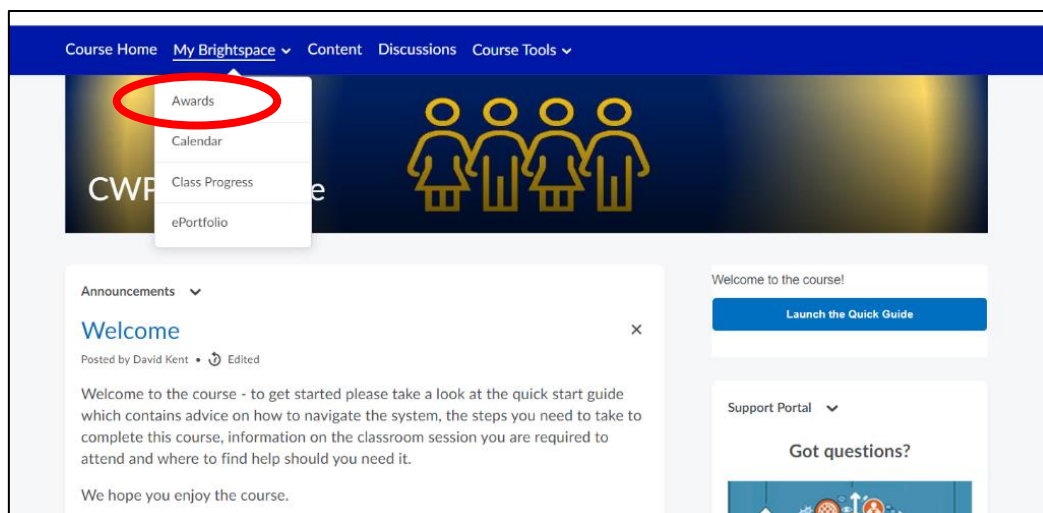 Course Home My Brightspace Content Discussions Course Tools
Awards
Calendar
Class Progress
ePortfolio
Announcements
Welcome
Posted by David Kent • Edited
Welcome to the course - to get started please take a look at the quick start guide
which contains advice on how to navigate the system, the steps you need to take to
complete this course, information on the classroom session you are required to
attend and where to find help should you need it.
We hope you enjoy the course.
Welcome to the course!
Launch the Quick Guide
Support Portal
Got questions?